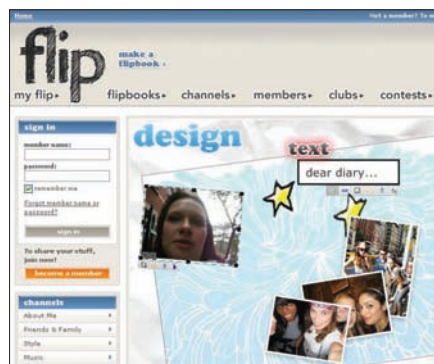 Home
Not a member? To m
flip
make a
flipbook ›
my flip▸ flipbooks▸ channels▸ members▸ clubs▸ contests▸
sign in
member name:
password:
remember me
Forgot member name or
password?
sign in
To share your stuff,
join now!
become a member
channels
About Me
Friends & Family
Style
Music
design
text
dear diary...